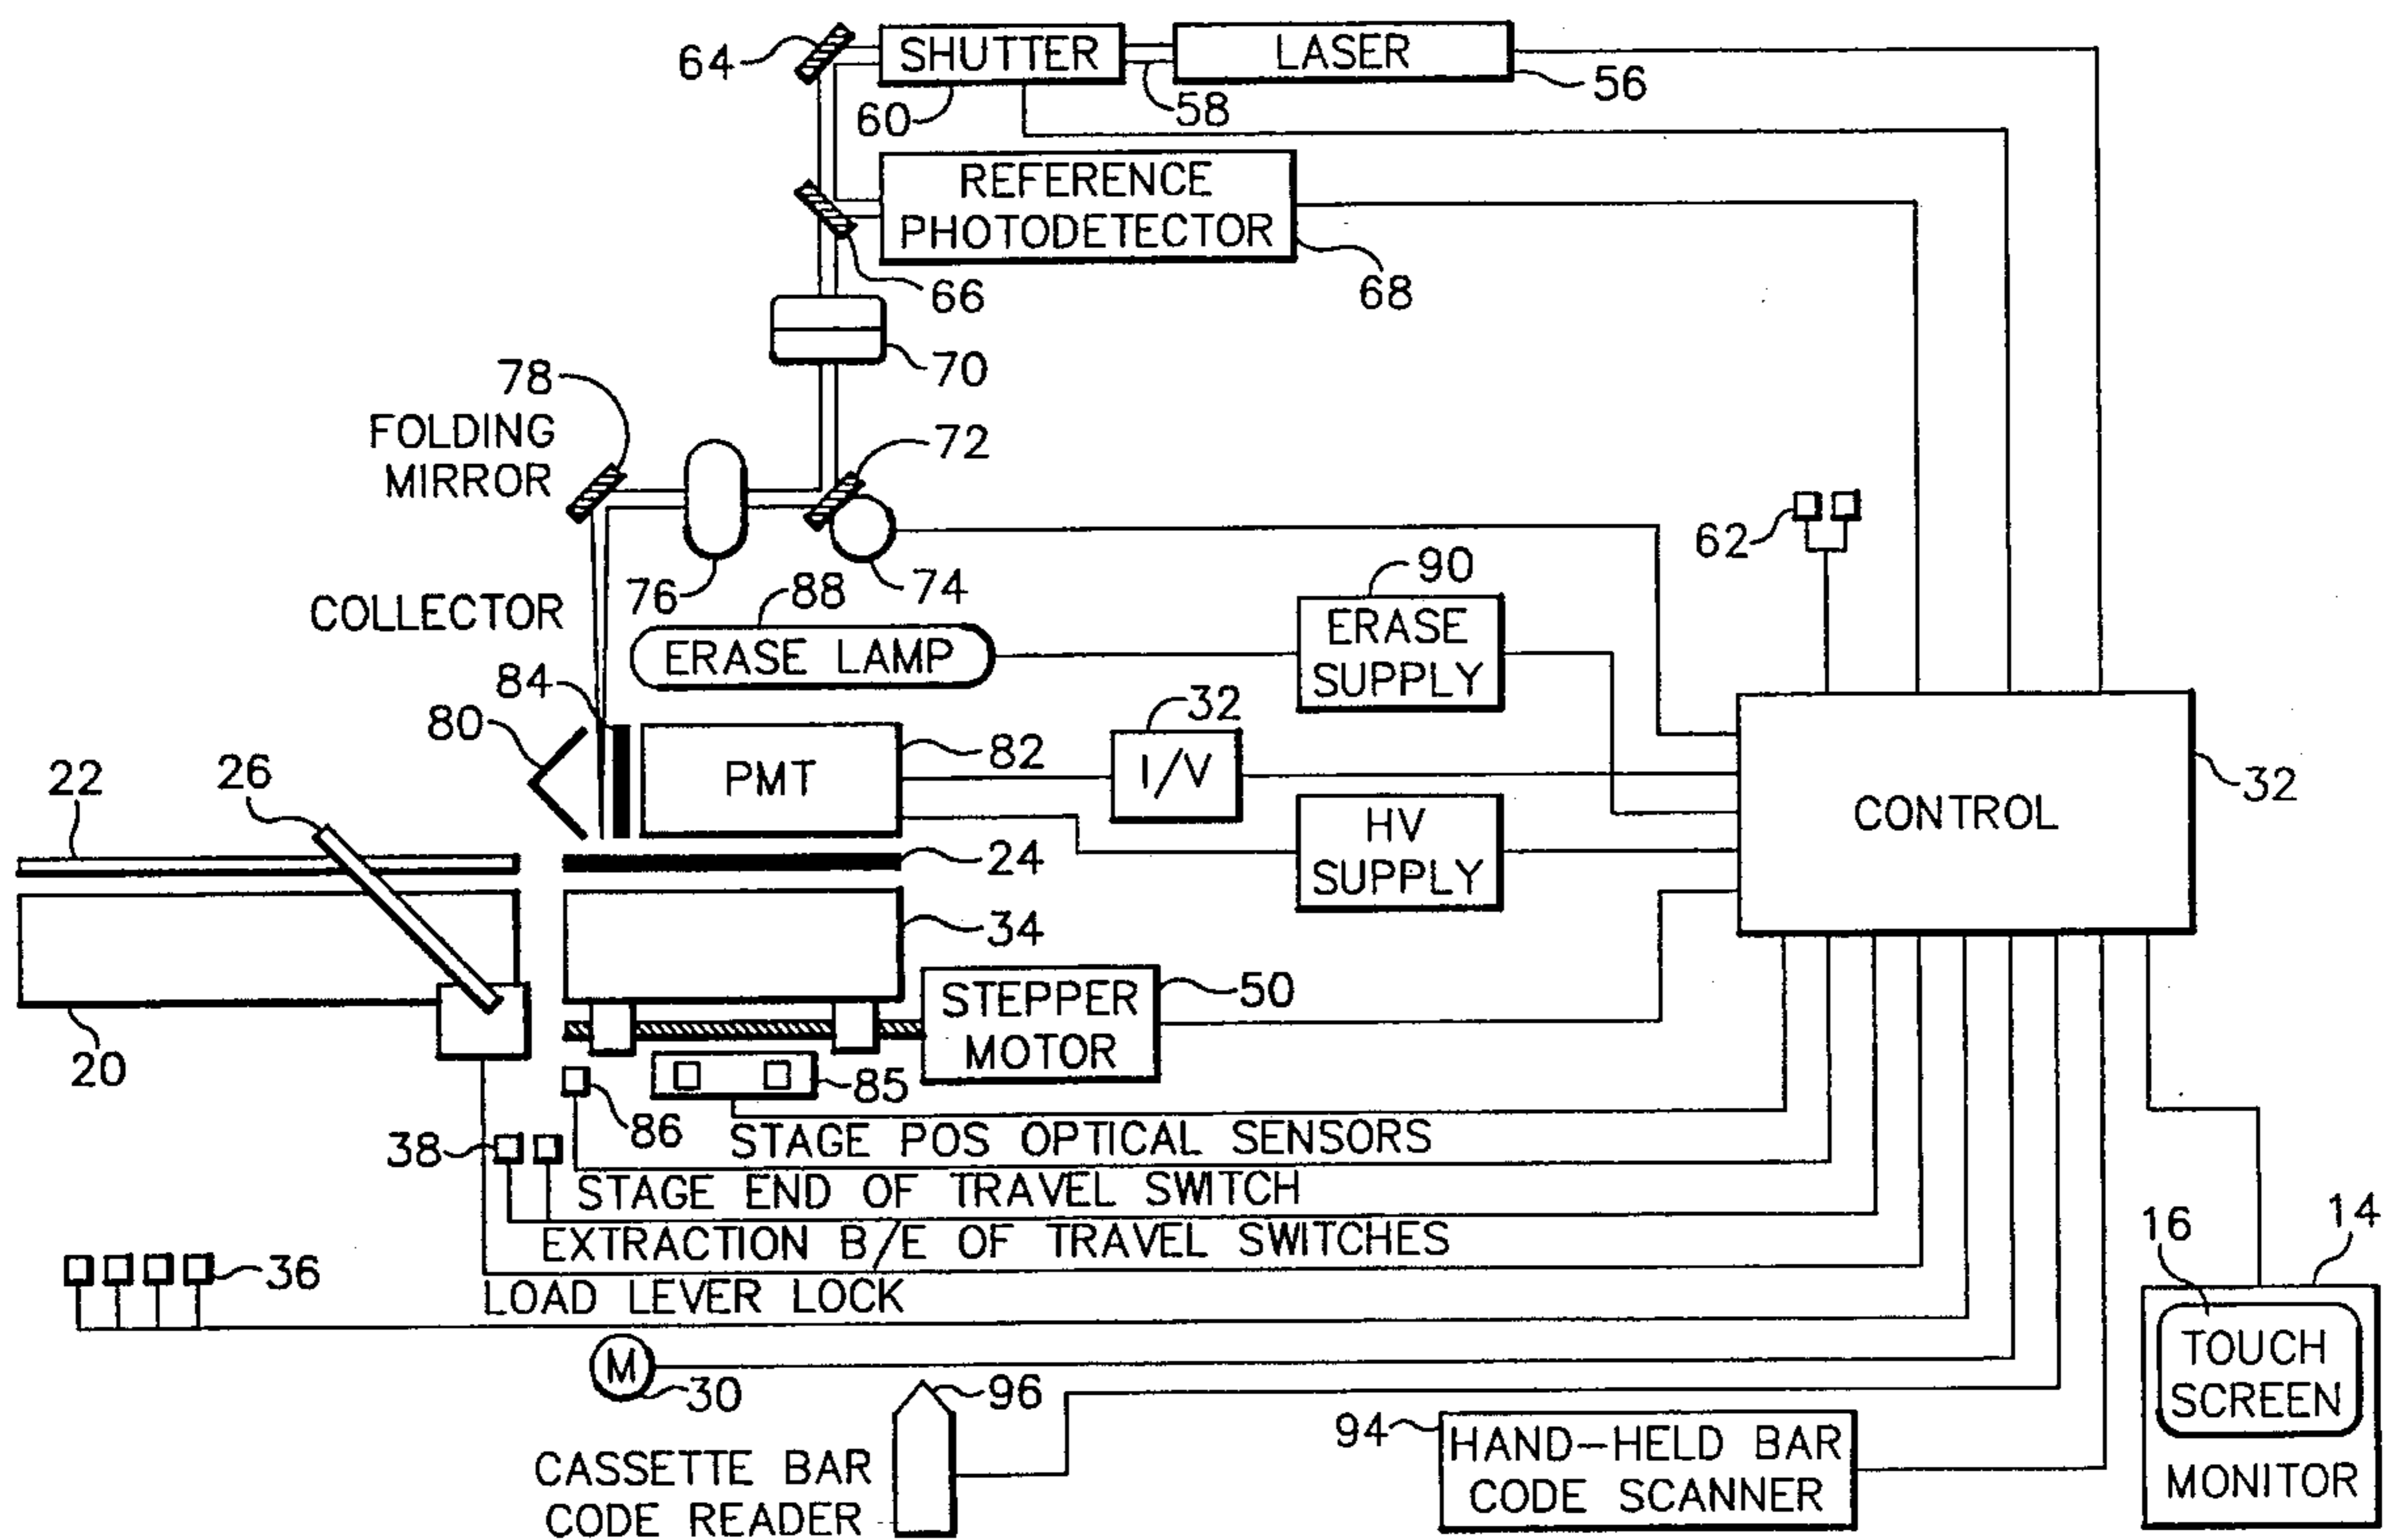 64
SHUTTER
LASER
60
58
56
REFERENCE
PHOTODETECTOR
66
68
70
78
FOLDING
MIRROR
72
62
76
88
74
90
COLLECTOR
ERASE LAMP
ERASE
SUPPLY
84
80
32
82
PMT
I/V
CONTROL
32
22
26
HV
SUPPLY
24
34
STEPPER
MOTOR
50
20
85
86
38
STAGE POS OPTICAL SENSORS
STAGE END OF TRAVEL SWITCH
EXTRACTION B/E OF TRAVEL SWITCHES
36
LOAD LEVER LOCK
16
14
M
30
96
TOUCH
SCREEN
MONITOR
CASSETTE BAR
CODE READER
94
HAND-HELD BAR
CODE SCANNER